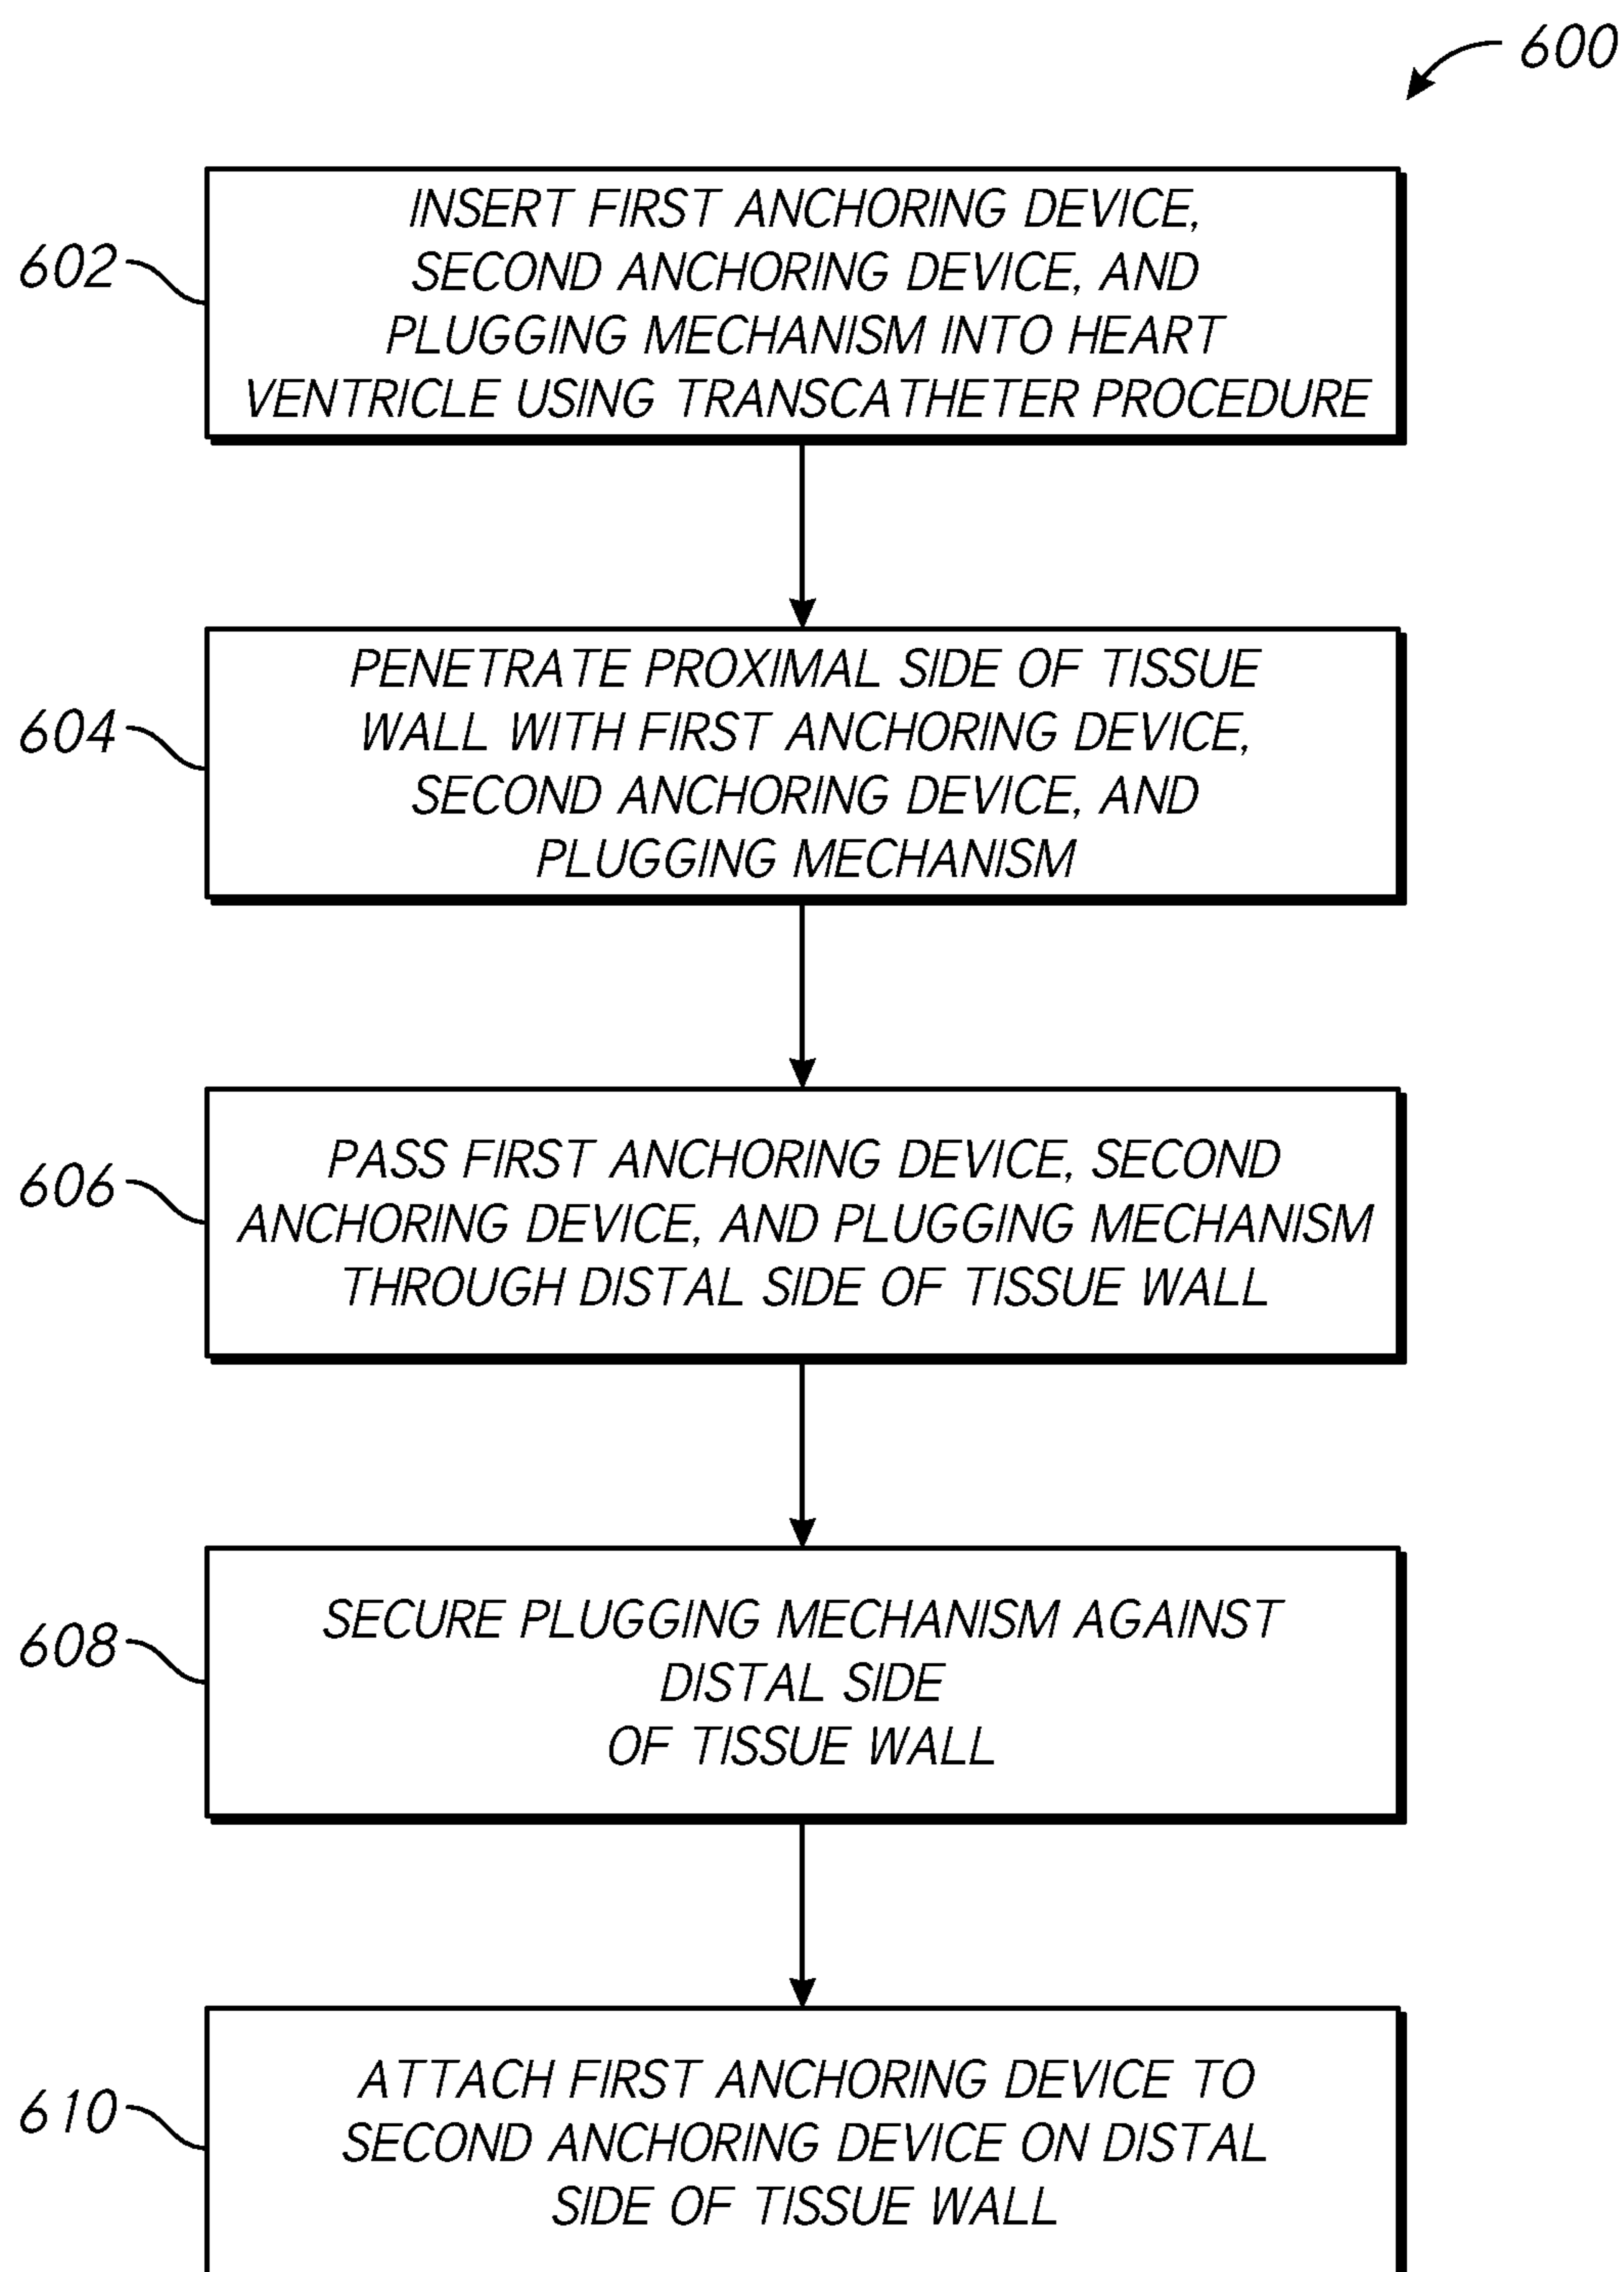 600
602
INSERT FIRST ANCHORING DEVICE,
SECOND ANCHORING DEVICE, AND
PLUGGING MECHANISM INTO HEART
VENTRICLE USING TRANSCATHETER PROCEDURE
604
PENETRATE PROXIMAL SIDE OF TISSUE
WALL WITH FIRST ANCHORING DEVICE,
SECOND ANCHORING DEVICE, AND
PLUGGING MECHANISM
606
PASS FIRST ANCHORING DEVICE, SECOND
ANCHORING DEVICE, AND PLUGGING MECHANISM
THROUGH DISTAL SIDE OF TISSUE WALL
608
SECURE PLUGGING MECHANISM AGAINST
DISTAL SIDE
OF TISSUE WALL
610
ATTACH FIRST ANCHORING DEVICE TO
SECOND ANCHORING DEVICE ON DISTAL
SIDE OF TISSUE WALL